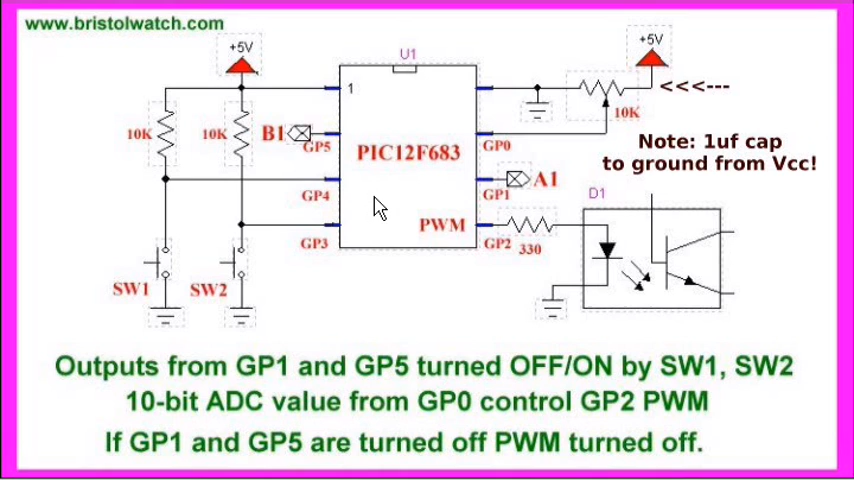 www.bristolwatch.com
+5V
U1
+5V
1
<<<---
10K
10K
10K
B1
GP5
PIC12F683
GP0
Note: 1uf cap
to ground from Vcc!
GP4
GP1
A1
D1
PWM
GP3
GP2
330
SW1
SW2
Outputs from GP1 and GP5 turned OFF/ON by SW1, SW2
10-bit ADC value from GP0 control GP2 PWM
If GP1 and GP5 are turned off PWM turned off.